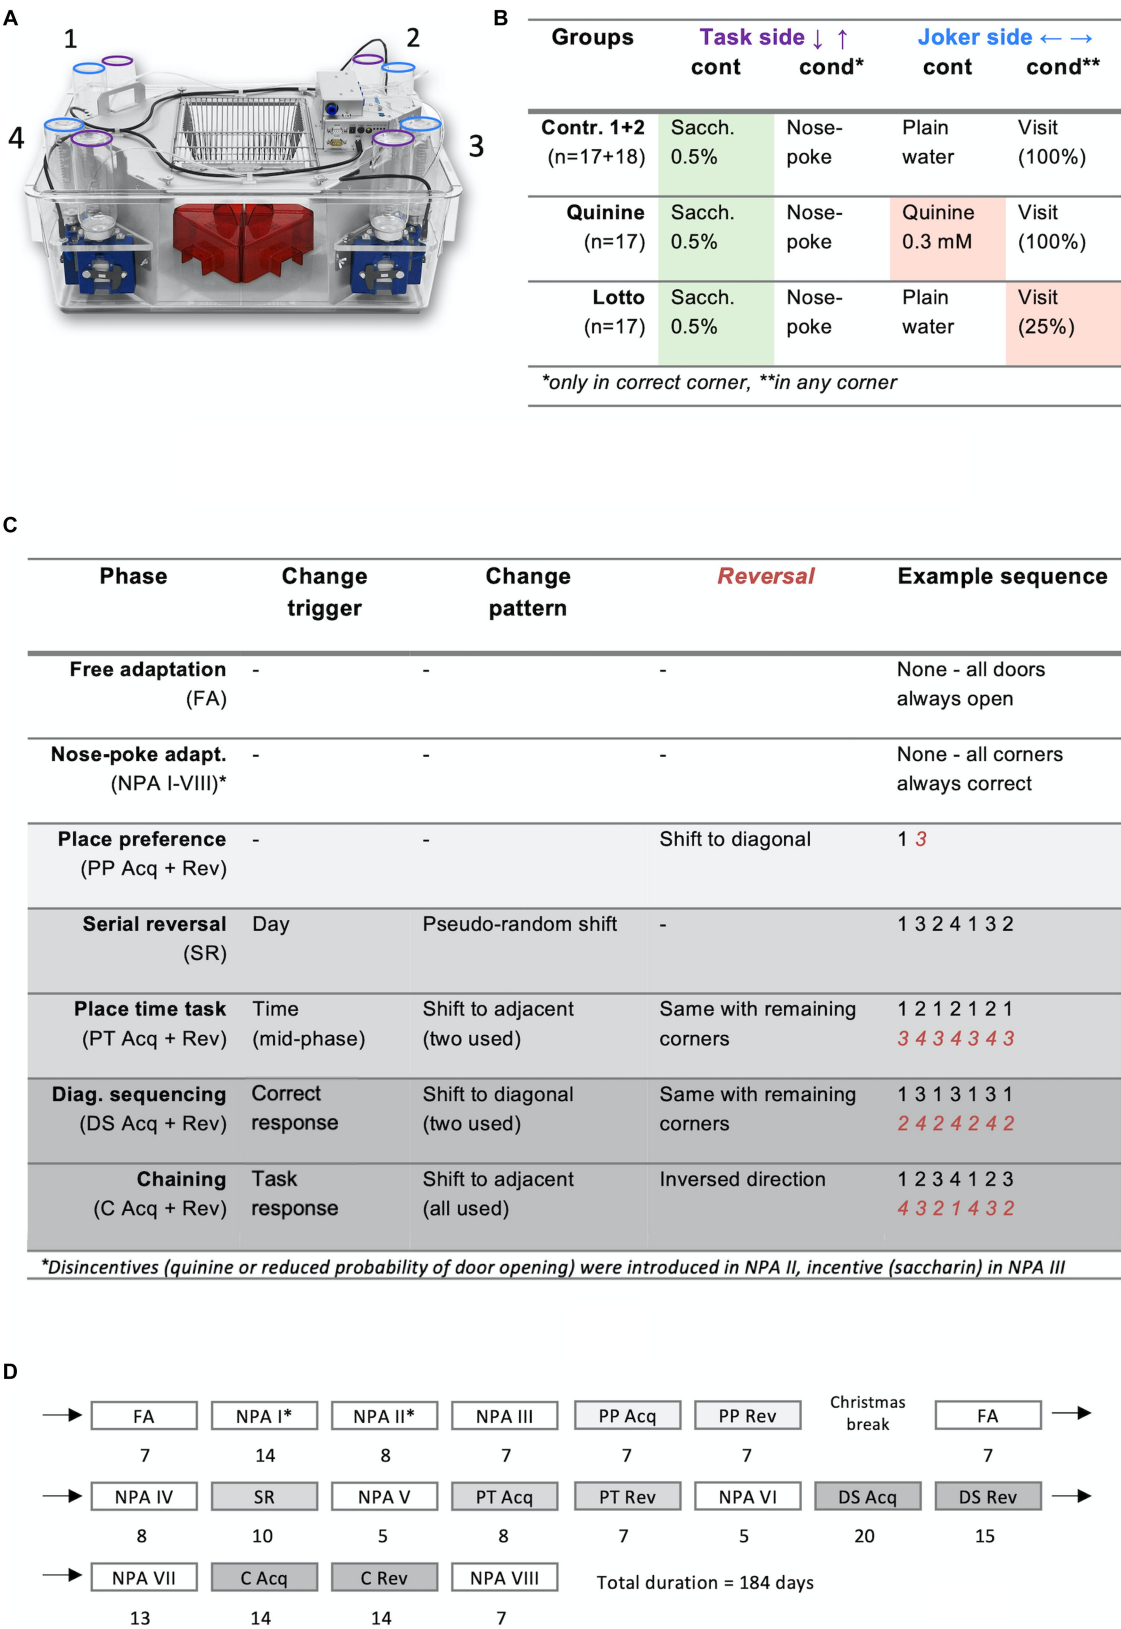 A
1
2
4
3
B
Groups Task side ↓ ↑ Joker side ← →
cont cond* cont cond**
Contr. 1+2 Sacch. Nose- Plain Visit
(n=17+18) 0.5% poke water (100%)
Quinine Sacch. Nose- Quinine Visit
(n=17) 0.5% poke 0.3 mM (100%)
Lotto Sacch. Nose- Plain Visit
(n=17) 0.5% poke water (25%)
*only in correct corner, **in any corner
C
Phase Change Change Reversal Example sequence
trigger pattern
Free adaptation - - - None - all doors
(FA) always open
Nose-poke adapt. - - - None - all corners
(NPA I-VIII)* always correct
Place preference - - Shift to diagonal 1 3
(PP Acq + Rev)
Serial reversal Day Pseudo-random shift - 1 3 2 4 1 3 2
(SR)
Place time task Time Shift to adjacent Same with remaining 1 2 1 2 1 2 1
(PT Acq + Rev) (mid-phase) (two used) corners 3 4 3 4 3 4 3
Diag. sequencing Correct Shift to diagonal Same with remaining 1 3 1 3 1 3 1
(DS Acq + Rev) response (two used) corners 2 4 2 4 2 4 2
Chaining Task Shift to adjacent Inversed direction 1 2 3 4 1 2 3
(C Acq + Rev) response (all used) 4 3 2 1 4 3 2
*Disincentives (quinine or reduced probability of door opening) were introduced in NPA II, incentive (saccharin) in NPA III
D
FA NPA I* NPA II* NPA III PP Acq PP Rev Christmas break FA
7 14 8 7 7 7 7
NPA IV SR NPA V PT Acq PT Rev NPA VI DS Acq DS Rev
8 10 5 8 7 5 20 15
NPA VII C Acq C Rev NPA VIII Total duration = 184 days
13 14 14 7